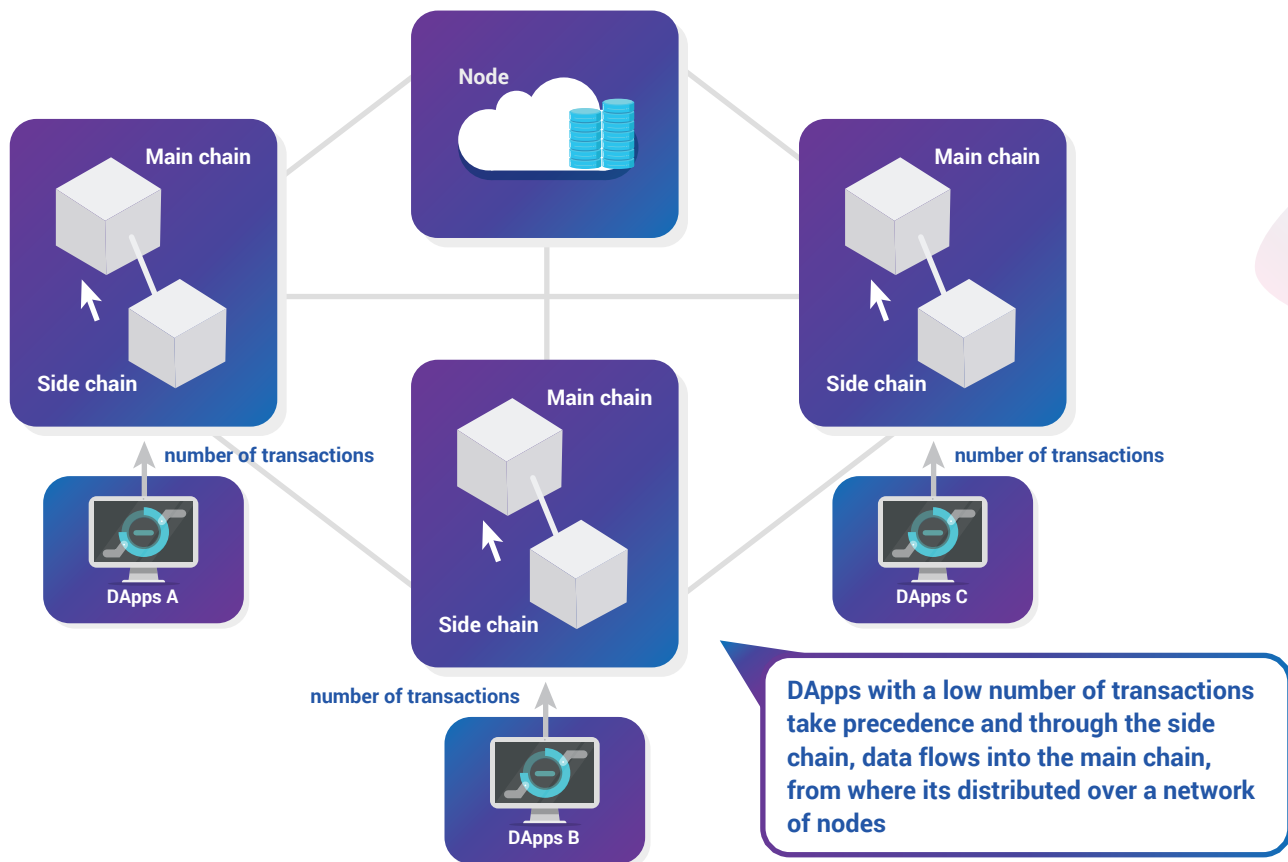 Node
Main chain
Side chain
Main chain
Side chain
number of transactions
DApps A
Main chain
Side chain
number of transactions
DApps C
number of transactions
DApps B
DApps with a low number of transactions
take precedence and through the side
chain, data flows into the main chain,
from where its distributed over a network
of nodes